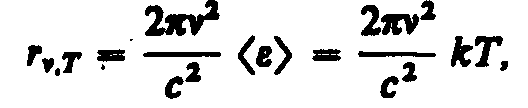 r_{ν,T} = \frac{2πν^2}{c^2} ⟨ε⟩ = \frac{2πν^2}{c^2} kT,